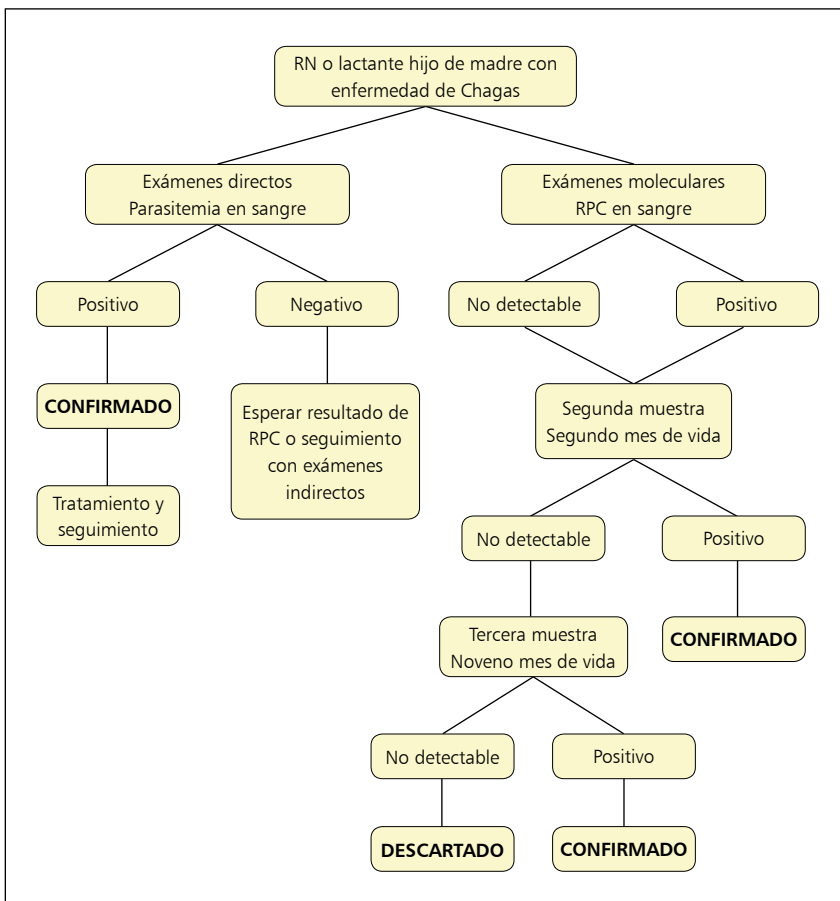 RN o lactante hijo de madre con
enfermedad de Chagas
Exámenes directos
Parasitemia en sangre
Exámenes moleculares
RPC en sangre
Positivo
Negativo
No detectable
Positivo
CONFIRMADO
Esperar resultado de
RPC o seguimiento
con exámenes
indirectos
Segunda muestra
Segundo mes de vida
Tratamiento y
seguimiento
No detectable
Positivo
Tercera muestra
Noveno mes de vida
CONFIRMADO
No detectable
Positivo
DESCARTADO
CONFIRMADO